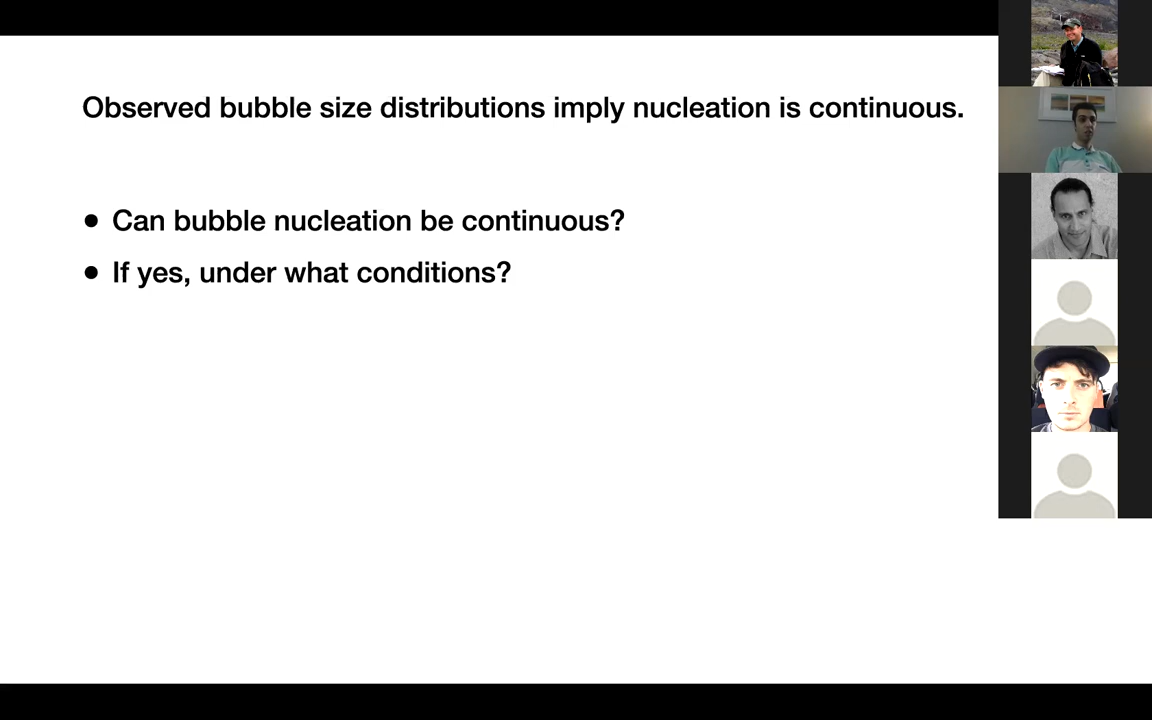 Observed bubble size distributions imply nucleation is continuous.
● Can bubble nucleation be continuous?
● If yes, under what conditions?